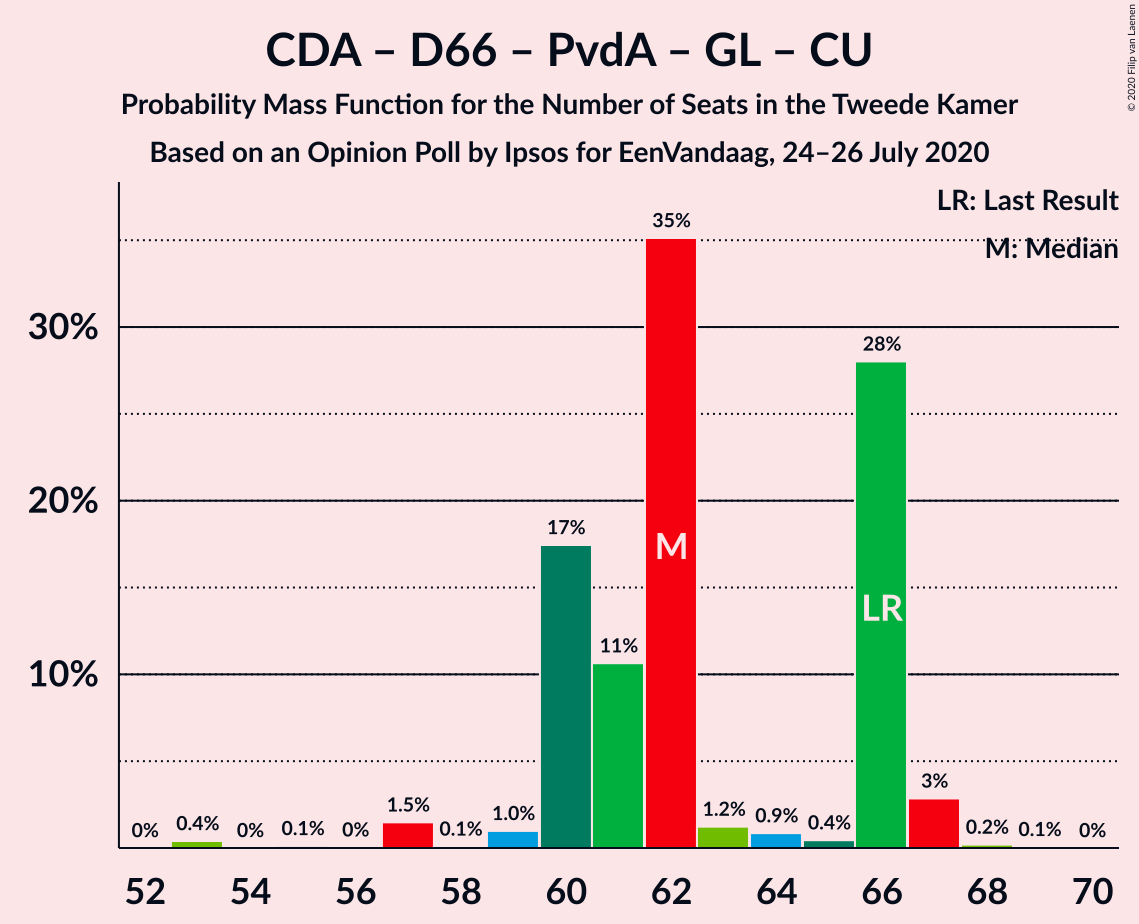 CDA – D66 – PvdA – GL – CU
Probability Mass Function for the Number of Seats in the Tweede Kamer
Based on an Opinion Poll by Ipsos for EenVandaag, 24–26 July 2020
© 2020 Filip van Laenen
LR: Last Result
M: Median
30%
20%
10%
0%
0.4%
0%
0.1%
0%
1.5%
0.1%
1.0%
17%
11%
35%
1.2%
0.9%
0.4%
28%
3%
0.2%
0.1%
0%
M
LR
52 54 56 58 60 62 64 66 68 70